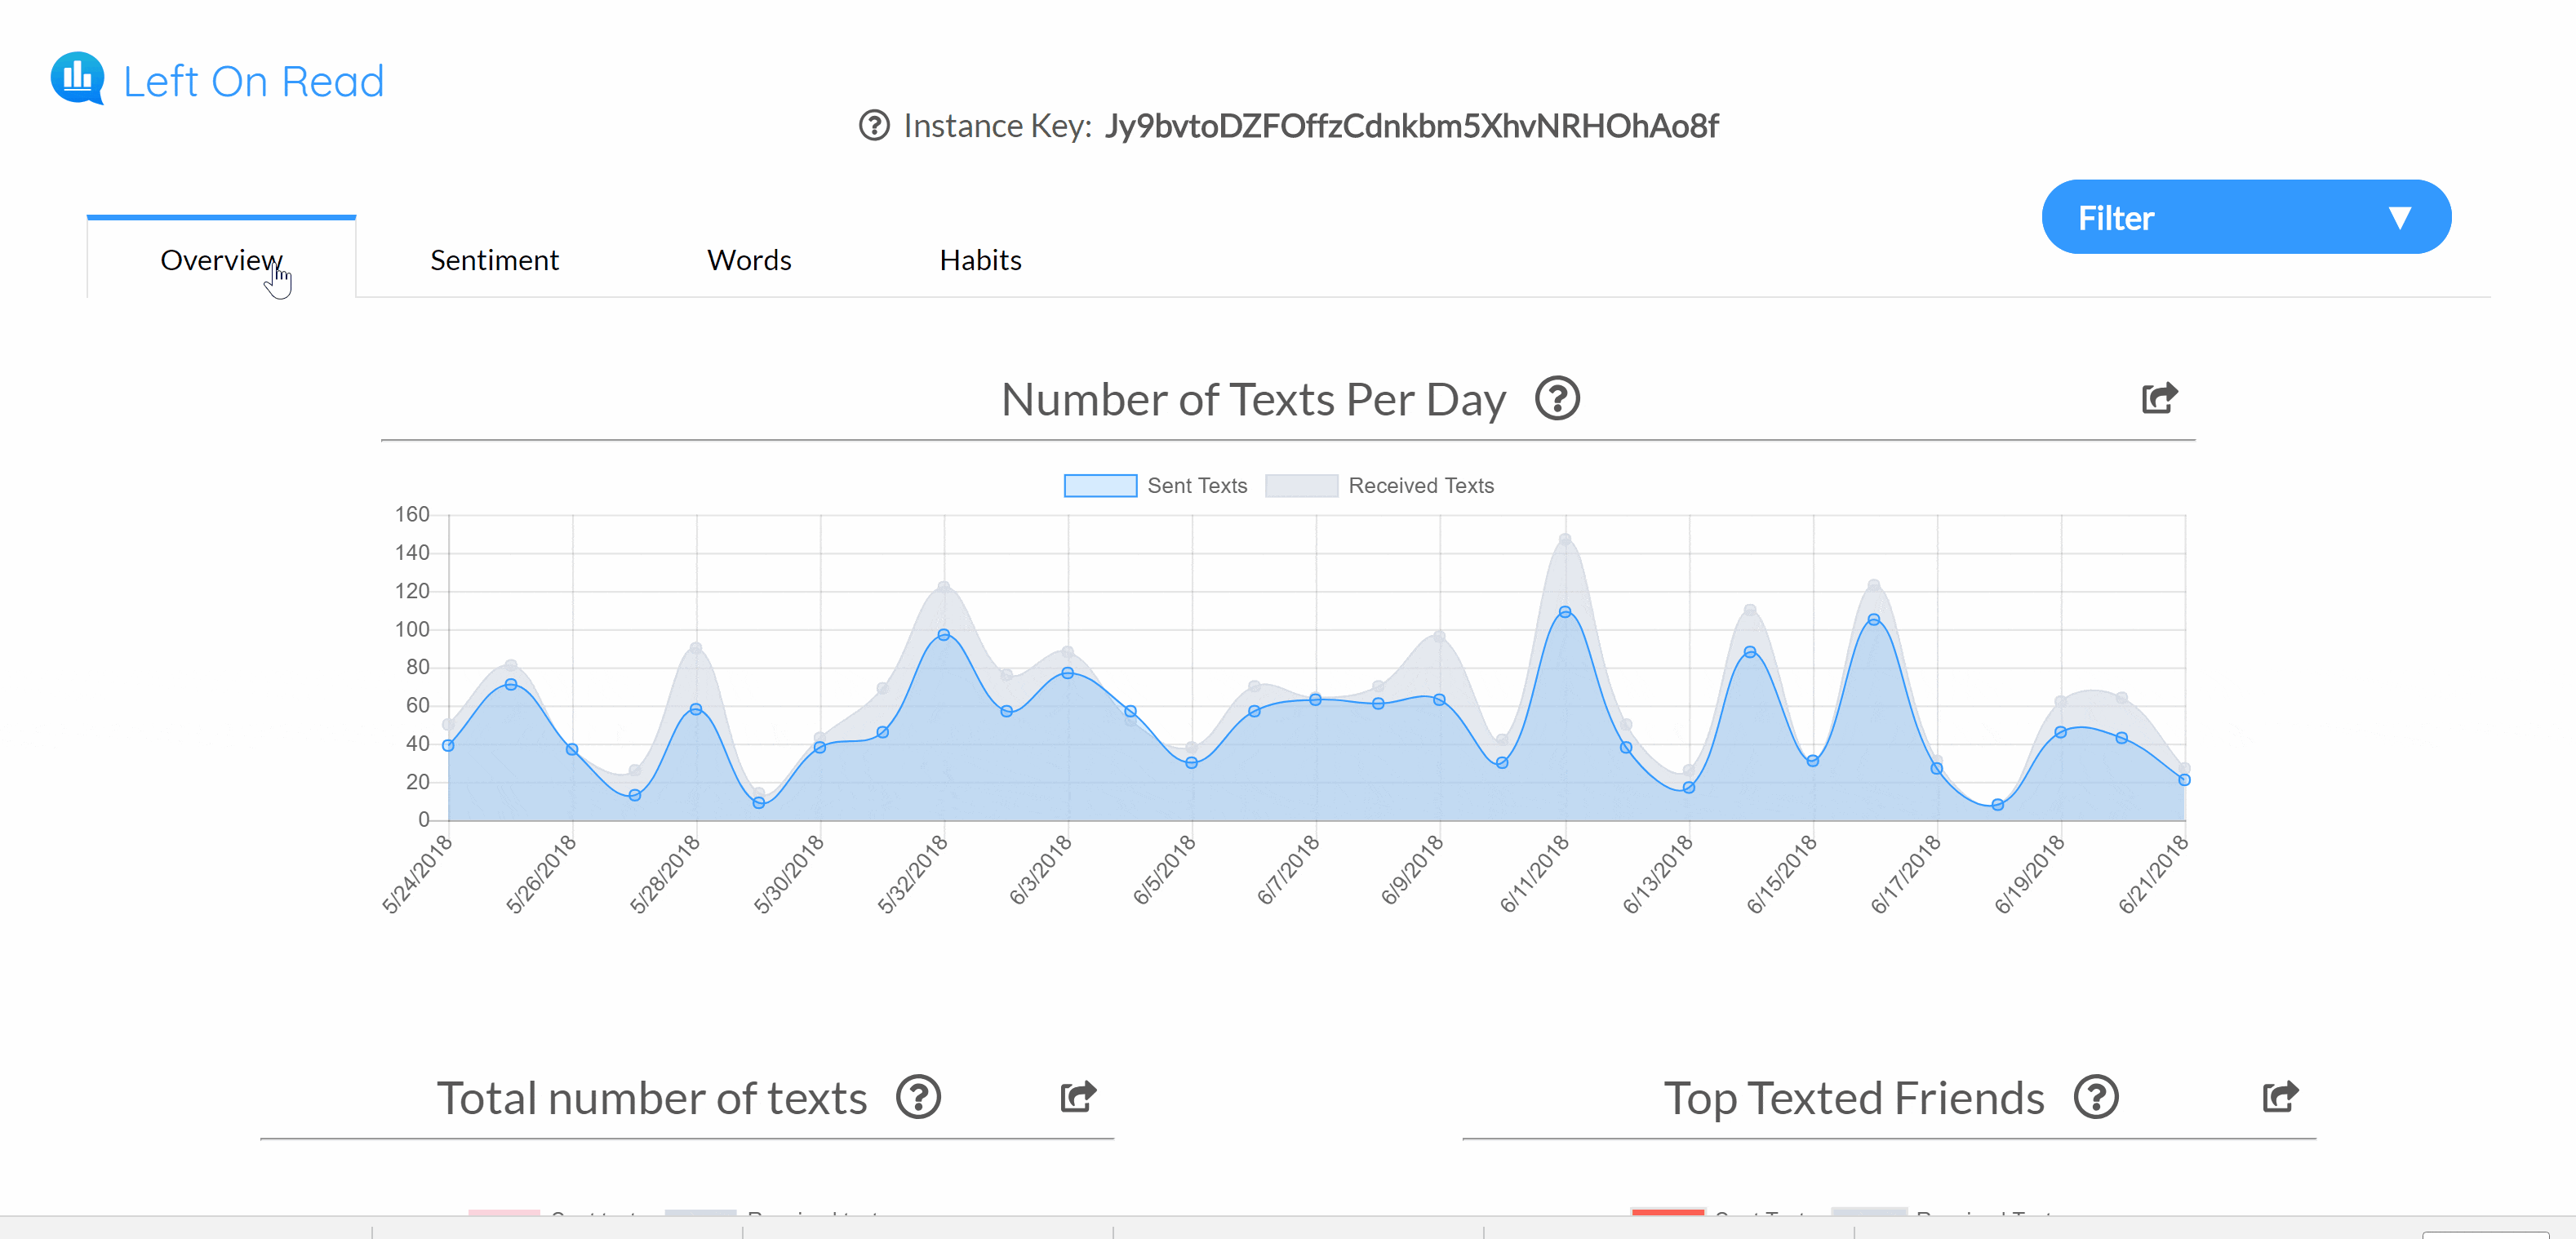 Left On Read
Instance Key: Jy9bvtoDZFOffzCdnkbm5XhvNRHOhAo8f
Filter
Overview Sentiment Words Habits
Number of Texts Per Day
Sent Texts Received Texts
160
140
120
100
80
60
40
20
0
5/24/2018 5/26/2018 5/28/2018 5/30/2018 5/32/2018 6/3/2018 6/5/2018 6/7/2018 6/9/2018 6/11/2018 6/13/2018 6/15/2018 6/17/2018 6/19/2018 6/21/2018
Total number of texts
Top Texted Friends